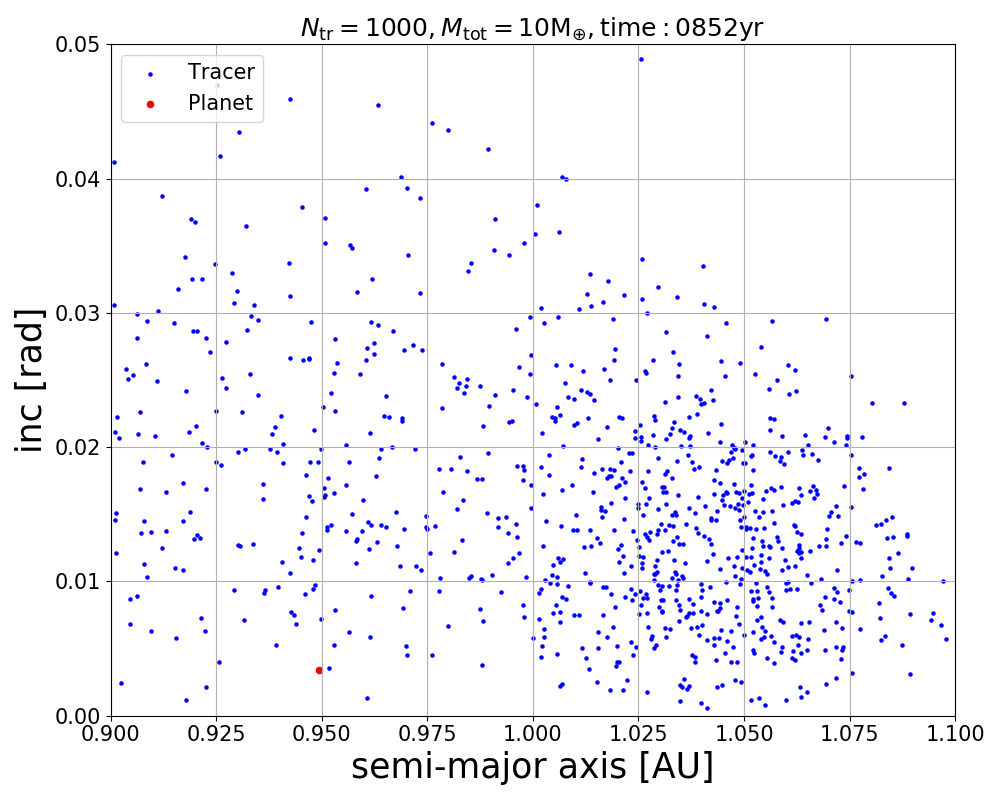 N_tr = 1000, M_tot = 10M_⊕, time : 0852yr
0.05
0.04
0.03
0.02
0.01
0.00
inc [rad]
Tracer
Planet
0.900 0.925 0.950 0.975 1.000 1.025 1.050 1.075 1.100
semi-major axis [AU]